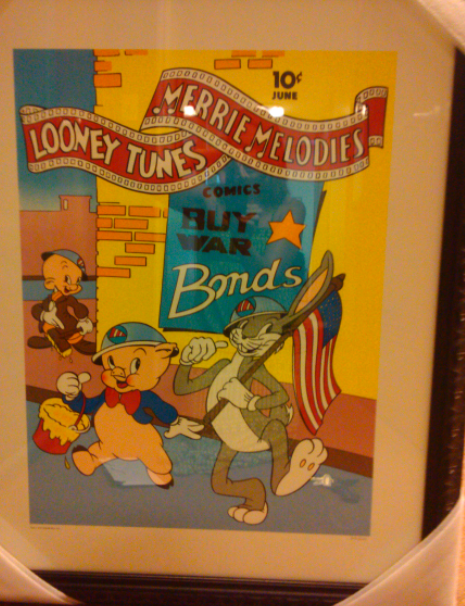 10¢
JUNE
MERRIE MELODIES
LOONEY TUNES
COMICS
BUY
WAR
Bonds